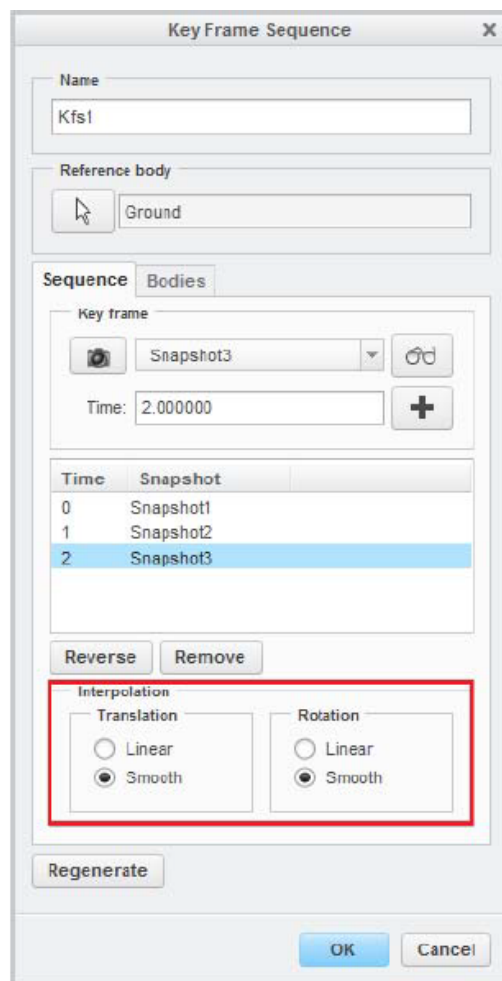 Key Frame Sequence
Name
Kfs1
Reference body
Ground
Sequence Bodies
Key frame
Snapshot3
Time: 2.000000
Time Snapshot
0 Snapshot1
1 Snapshot2
2 Snapshot3
Reverse Remove
Interpolation
Translation Rotation
Linear Linear
Smooth Smooth
Regenerate
OK Cancel